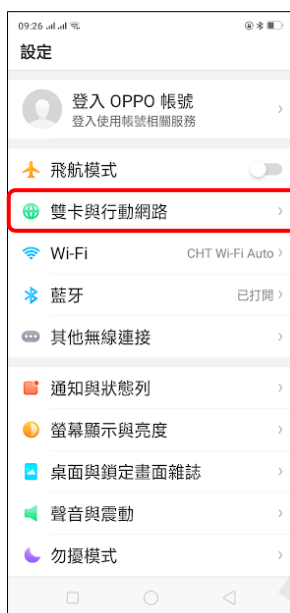 09:26
設定
登入 OPPO 帳號
登入使用帳號相關服務
飛航模式
雙卡與行動網路
Wi-Fi CHT Wi-Fi Auto
藍牙 已打開
其他無線連接
通知與狀態列
螢幕顯示與亮度
桌面與鎖定畫面雜誌
聲音與震動
勿擾模式